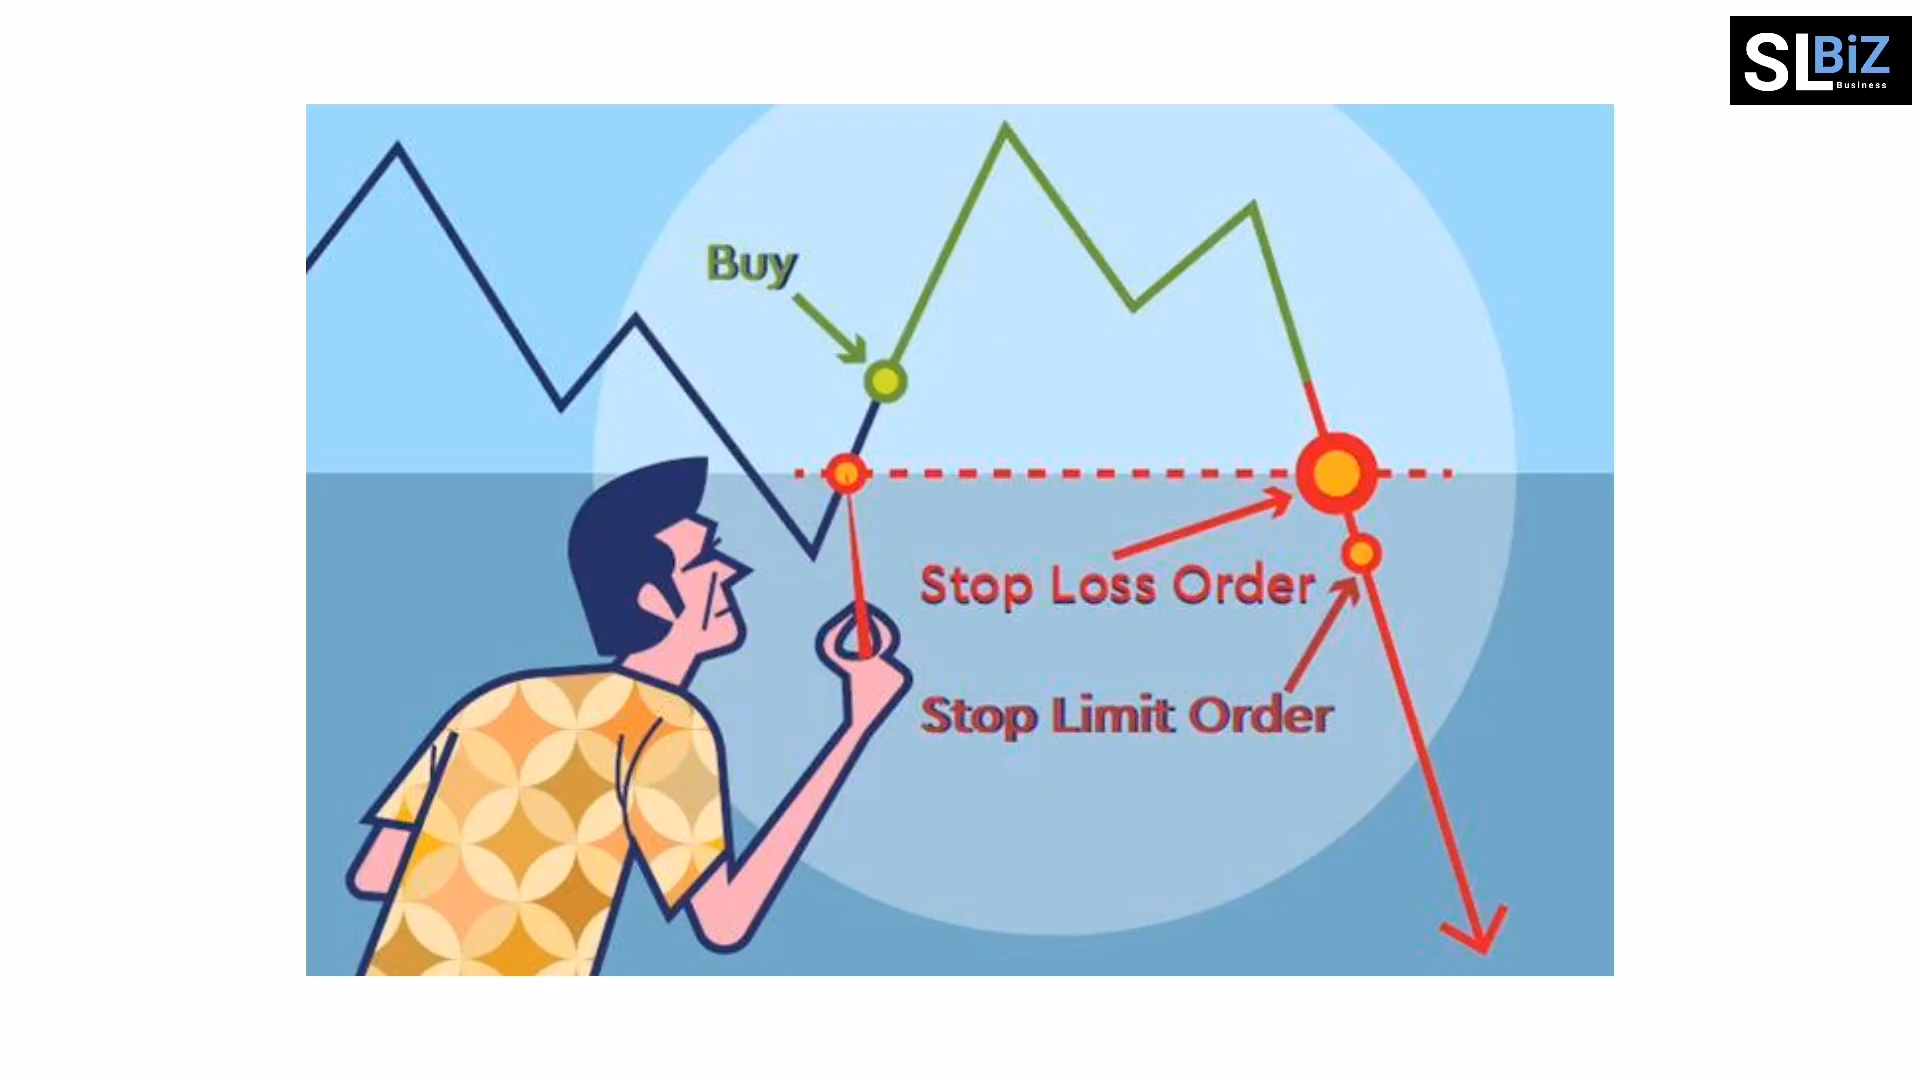 SLBiZ
Business
Buy
Stop Loss Order
Stop Limit Order